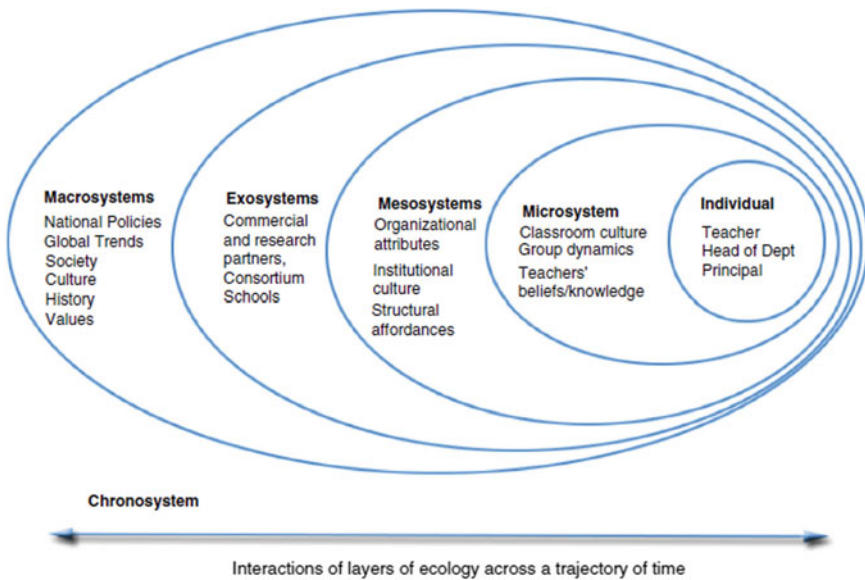 Macrosystems
National Policies
Global Trends
Society
Culture
History
Values
Exosystems
Commercial
and research
partners,
Consortium
Schools
Mesosystems
Organizational
attributes
Institutional
culture
Structural
affordances
Microsystem
Classroom culture
Group dynamics
Teachers'
beliefs/knowledge
Individual
Teacher
Head of Dept
Principal
Chronosystem
Interactions of layers of ecology across a trajectory of time